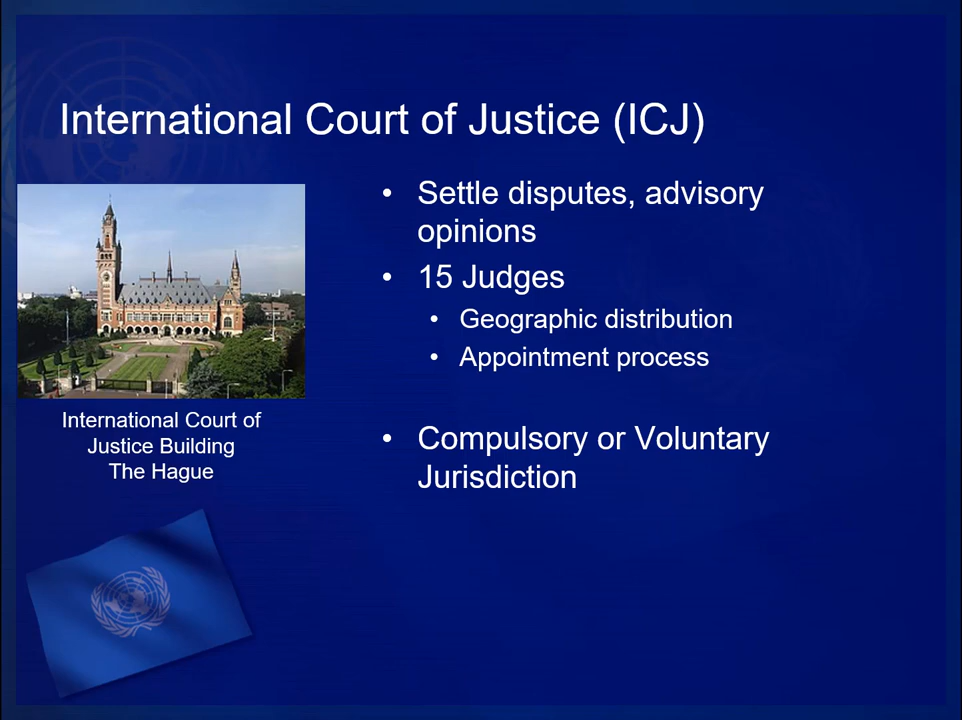 International Court of Justice (ICJ)
• Settle disputes, advisory
opinions
• 15 Judges
• Geographic distribution
• Appointment process
• Compulsory or Voluntary
Jurisdiction
International Court of
Justice Building
The Hague